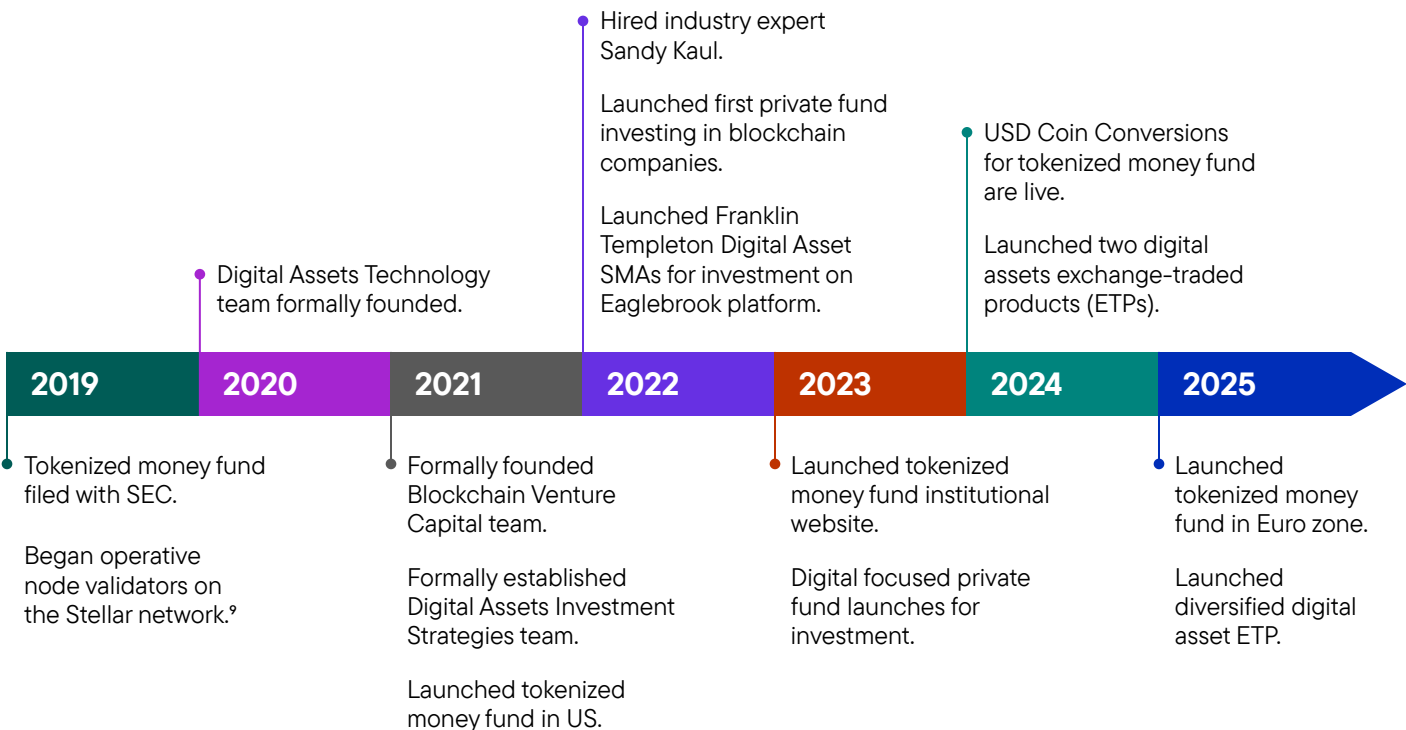 Hired industry expert
Sandy Kaul.
Launched first private fund
investing in blockchain
companies.
Launched Franklin
Templeton Digital Asset
SMAs for investment on
Eaglebrook platform.
USD Coin Conversions
for tokenized money fund
are live.
Launched two digital
assets exchange-traded
products (ETPs).
Digital Assets Technology
team formally founded.
2019
2020
2021
2022
2023
2024
2025
Tokenized money fund
filed with SEC.
Began operative
node validators on
the Stellar network.⁹
Formally founded
Blockchain Venture
Capital team.
Formally established
Digital Assets Investment
Strategies team.
Launched tokenized
money fund in US.
Launched tokenized
money fund institutional
website.
Digital focused private
fund launches for
investment.
Launched
tokenized money
fund in Euro zone.
Launched
diversified digital
asset ETP.